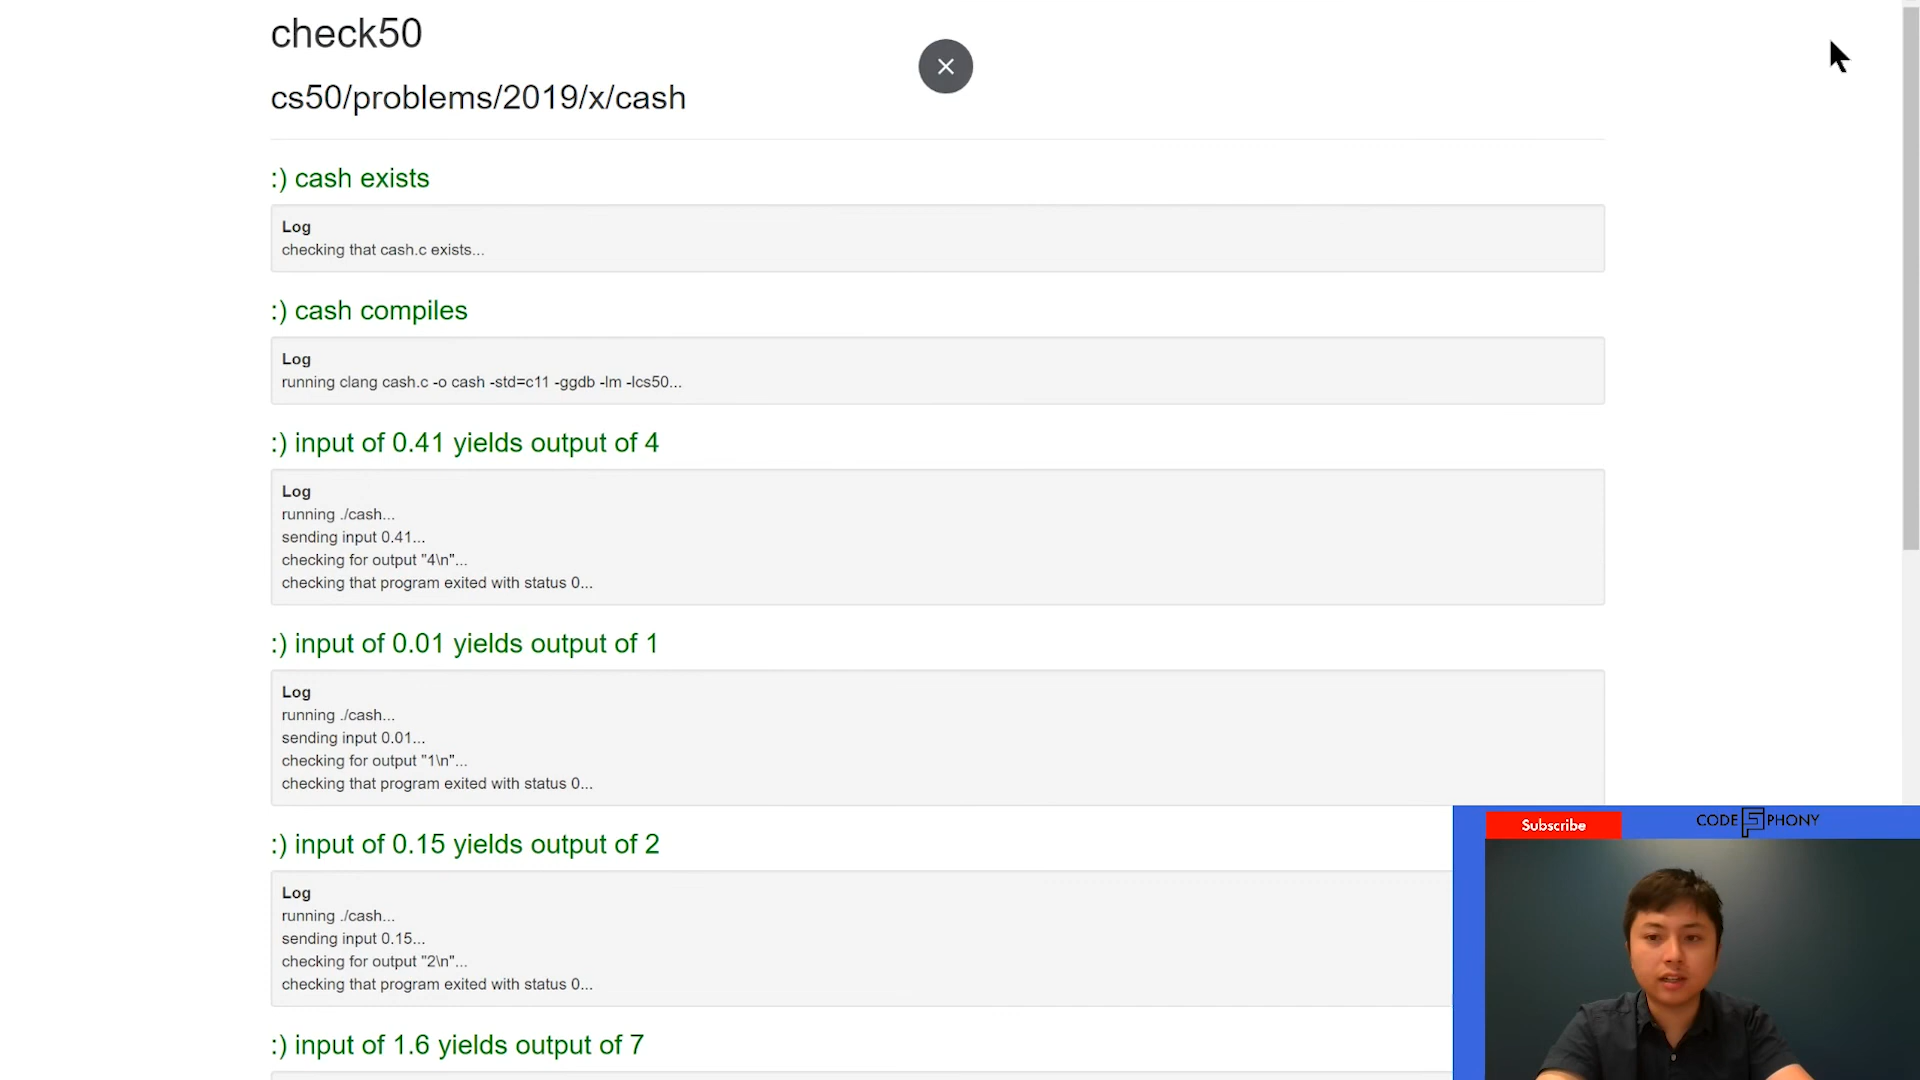 check50
cs50/problems/2019/x/cash
:) cash exists
Log
checking that cash.c exists...
:) cash compiles
Log
running clang cash.c -o cash -std=c11 -ggdb -lm -lcs50...
:) input of 0.41 yields output of 4
Log
running ./cash...
sending input 0.41...
checking for output "4\n"...
checking that program exited with status 0...
:) input of 0.01 yields output of 1
Log
running ./cash...
sending input 0.01...
checking for output "1\n"...
checking that program exited with status 0...
:) input of 0.15 yields output of 2
Log
running ./cash...
sending input 0.15...
checking for output "2\n"...
checking that program exited with status 0...
:) input of 1.6 yields output of 7
Subscribe
CODE PHONY